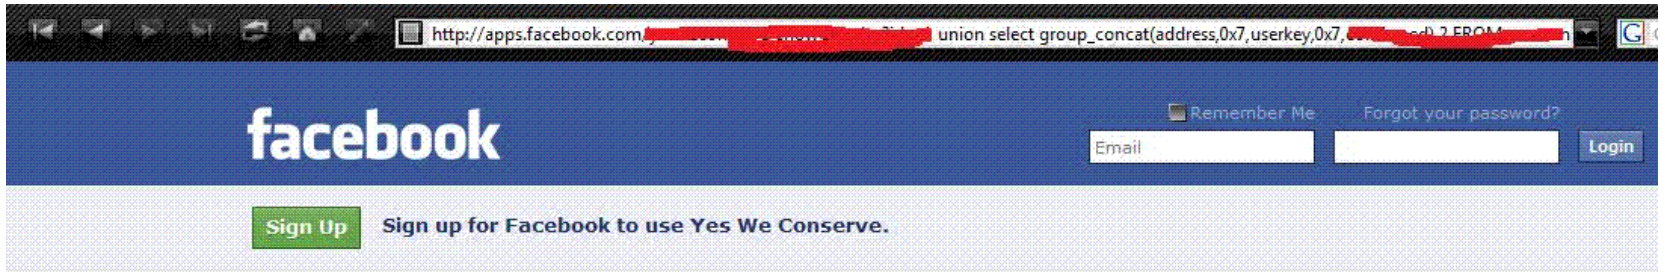 http://apps.facebook.com/ union select group_concat(address,0x7,userkey,0x7,
G
facebook
Remember Me Forgot your password?
Email
Login
Sign Up Sign up for Facebook to use Yes We Conserve.